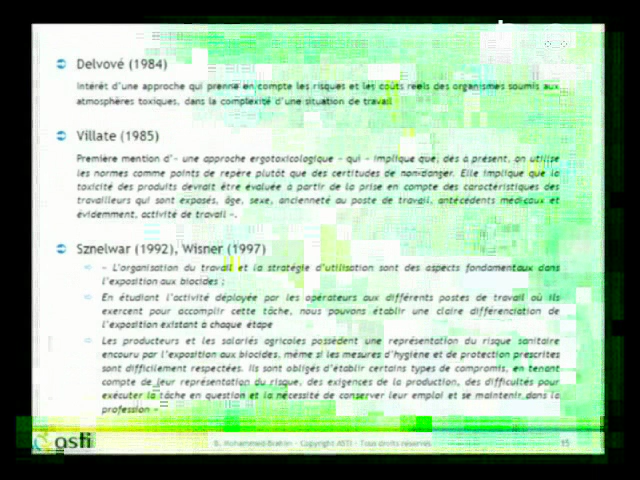 Delvové (1984)
Intérêt d'une approche qui prenne en compte les risques et les coûts réels des organismes soumis aux
atmosphères toxiques, dans la complexité d'une situation de travail
Villate (1985)
Première mention d'« une approche ergotoxicologique » qui « implique que, dès à présent, on utilise
les normes comme points de repère plutôt que des certitudes de non-danger. Elle implique que la
toxicité des produits devrait être évaluée à partir de la prise en compte des caractéristiques des
travailleurs qui sont exposés, âge, sexe, ancienneté au poste de travail, antécédents médicaux et
évidemment, activité de travail ».
Sznelwar (1992), Wisner (1997)
« L'organisation du travail et la stratégie d'utilisation sont des aspects fondamentaux dans
l'exposition aux biocides ;
En étudiant l'activité déployée par les opérateurs aux différents postes de travail où ils
exercent pour accomplir cette tâche, nous pouvons établir une claire différenciation de
l'exposition existant à chaque étape
Les producteurs et les salariés agricoles possèdent une représentation du risque sanitaire
encouru par l'exposition aux biocides, même si les mesures d'hygiène et de protection prescrites
sont difficilement respectées. Ils sont obligés d'établir certains types de compromis, en tenant
compte de leur représentation du risque, des exigences de la production, des difficultés pour
exécuter la tâche en question et la nécessité de conserver leur emploi et se maintenir dans la
profession »
asti
B. Mohammed-Brahim - Copyright ASTI - Tous droits réservés
15